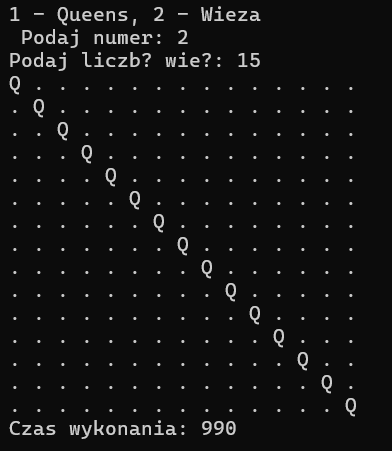 1 - Queens, 2 - Wieza
Podaj numer: 2
Podaj liczb? wie?: 15
Q . . . . . . . . . . . . . .
. Q . . . . . . . . . . . . .
. . Q . . . . . . . . . . . .
. . . Q . . . . . . . . . . .
. . . . Q . . . . . . . . . .
. . . . . Q . . . . . . . . .
. . . . . . Q . . . . . . . .
. . . . . . . Q . . . . . . .
. . . . . . . . Q . . . . . .
. . . . . . . . . Q . . . . .
. . . . . . . . . . Q . . . .
. . . . . . . . . . . Q . . .
. . . . . . . . . . . . Q . .
. . . . . . . . . . . . . Q .
. . . . . . . . . . . . . . Q
Czas wykonania: 990